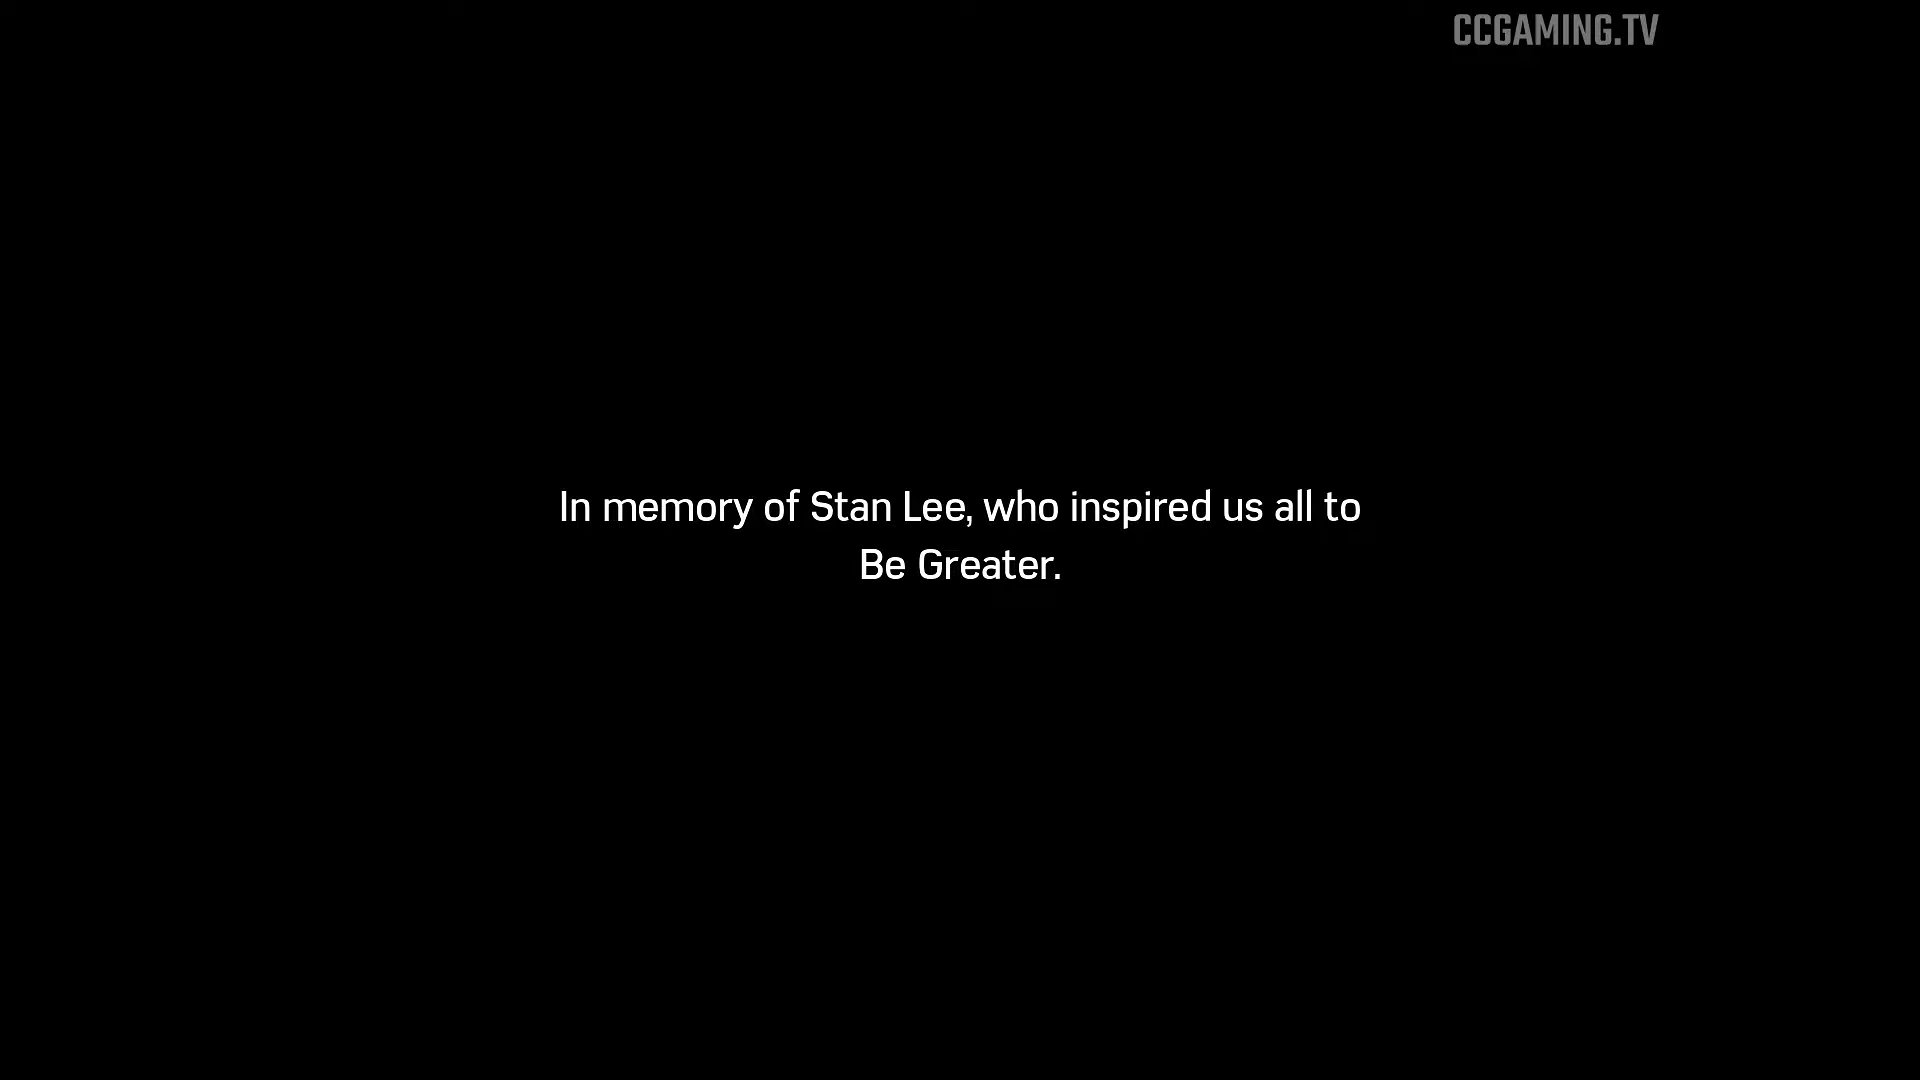 CCGAMING.TV
In memory of Stan Lee, who inspired us all to
Be Greater.